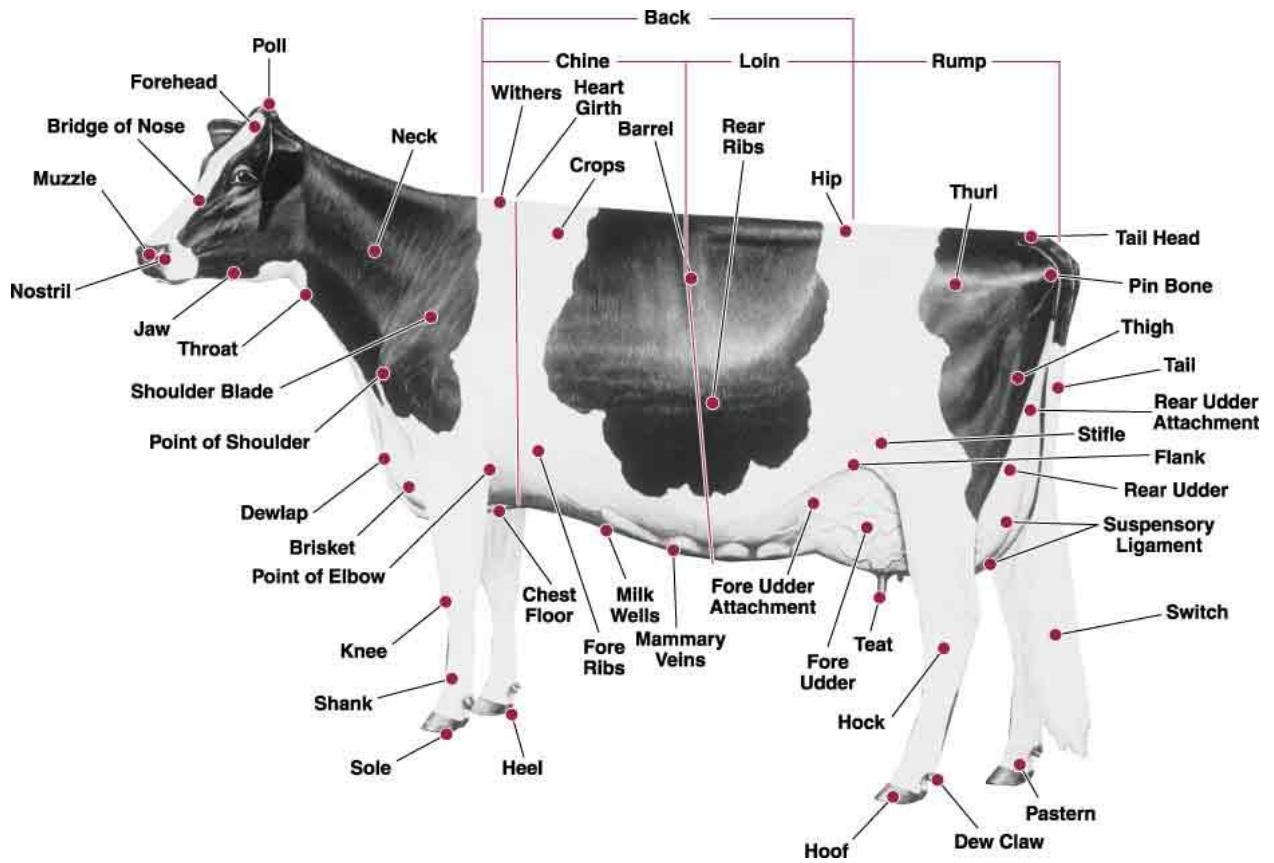 Back
Chine
Loin
Rump
Poll
Forehead
Bridge of Nose
Muzzle
Nostril
Jaw
Throat
Neck
Withers
Heart
Girth
Crops
Barrel
Rear
Ribs
Hip
Thurl
Tail Head
Pin Bone
Thigh
Tail
Rear Udder
Attachment
Stifle
Flank
Rear Udder
Suspensory
Ligament
Switch
Shoulder Blade
Point of Shoulder
Dewlap
Brisket
Point of Elbow
Knee
Shank
Sole
Heel
Chest
Floor
Fore
Ribs
Milk
Wells
Mammary
Veins
Fore Udder
Attachment
Fore
Udder
Teat
Hock
Hoof
Dew Claw
Pastern